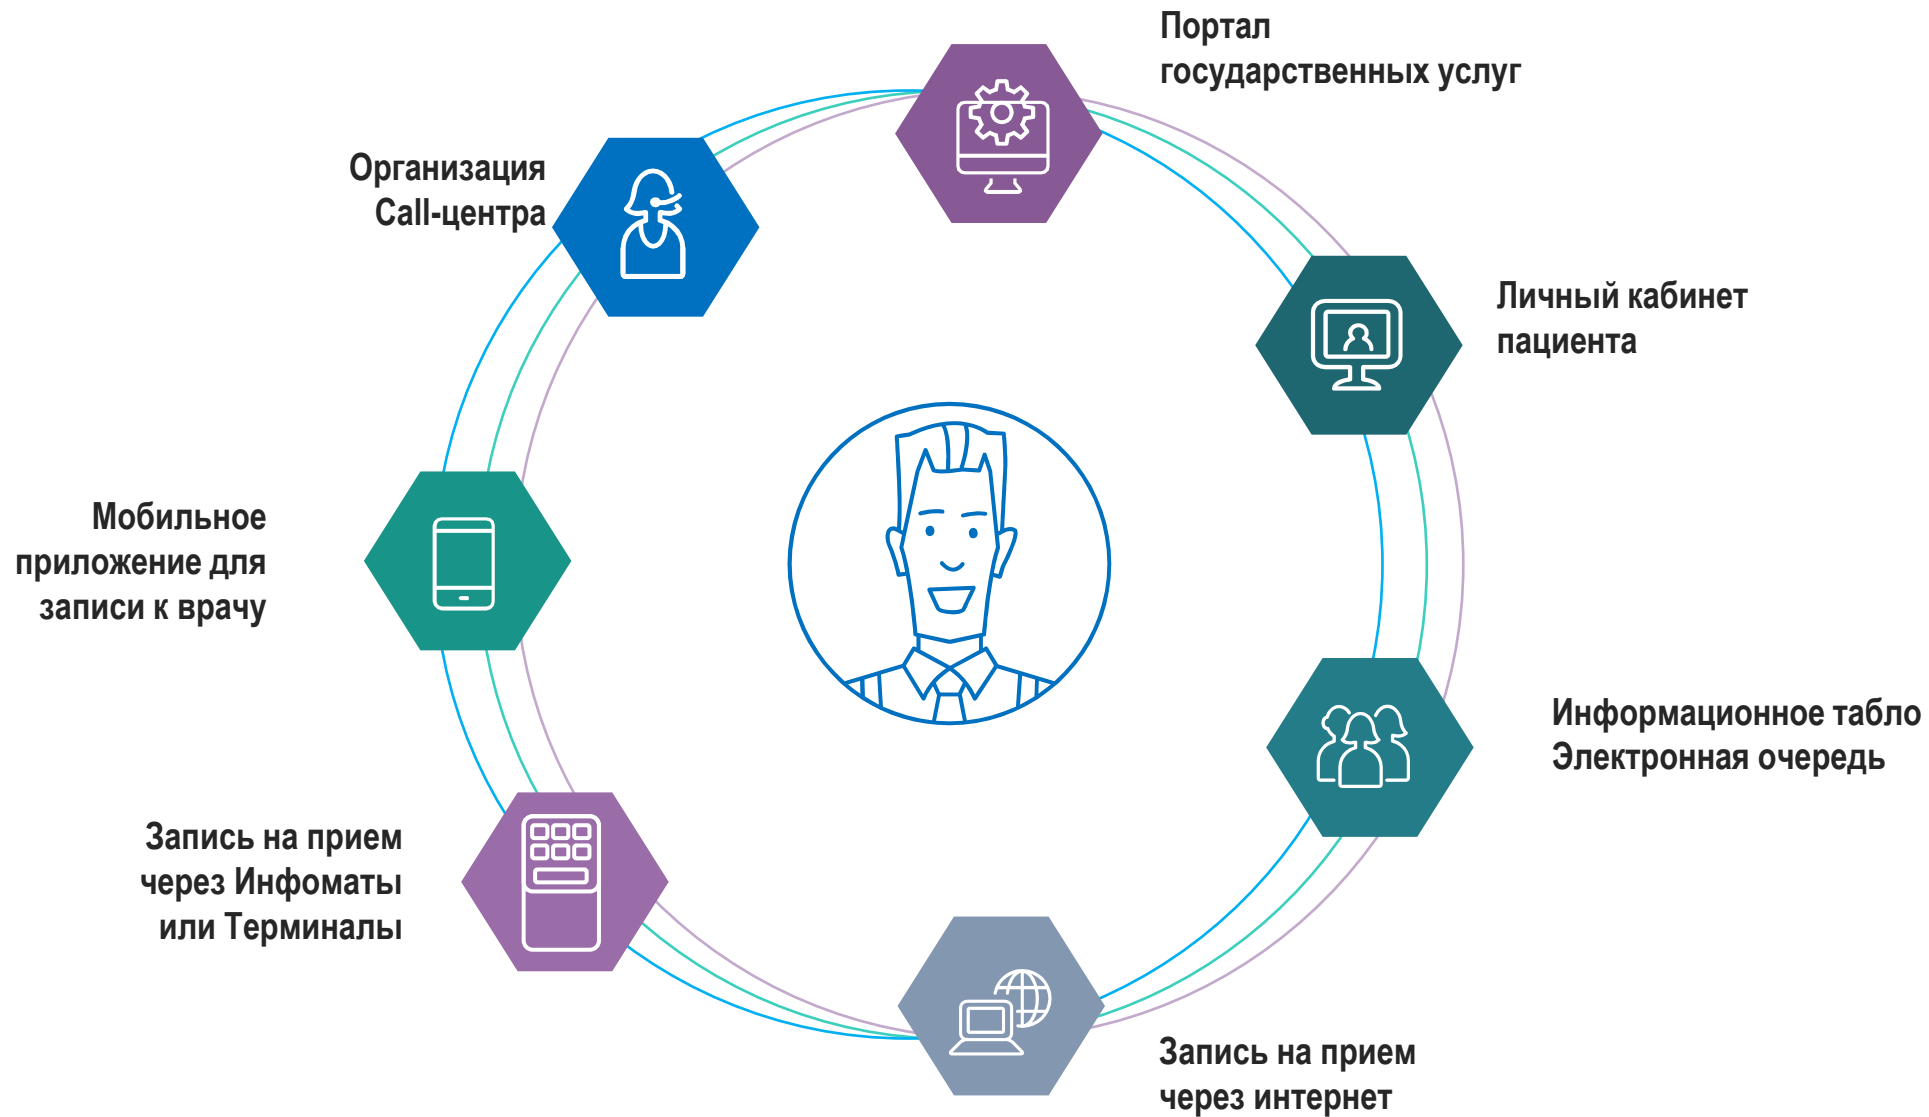 Портал
государственных услуг
Организация
Call-центра
Личный кабинет
пациента
Мобильное
приложение для
записи к врачу
Информационное табло
Электронная очередь
Запись на прием
через Инфоматы
или Терминалы
Запись на прием
через интернет